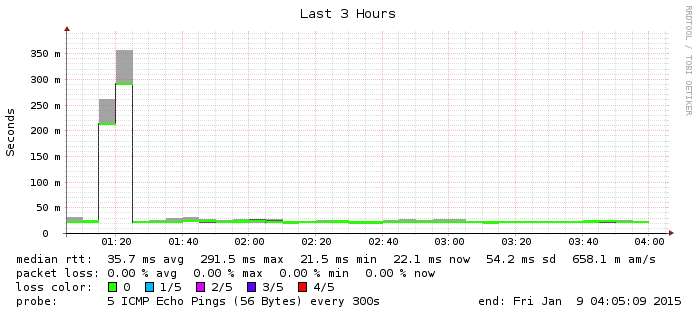 Last 3 Hours
RRDTOOL / TOBI OETIKER
Seconds
350 m
300 m
250 m
200 m
150 m
100 m
50 m
0
01:20 01:40 02:00 02:20 02:40 03:00 03:20 03:40 04:00
median rtt: 35.7 ms avg 291.5 ms max 21.5 ms min 22.1 ms now 54.2 ms sd 658.1 m am/s
packet loss: 0.00 % avg 0.00 % max 0.00 % min 0.00 % now
loss color: 0 1/5 2/5 3/5 4/5
probe: 5 ICMP Echo Pings (56 Bytes) every 300s end: Fri Jan 9 04:05:09 2015